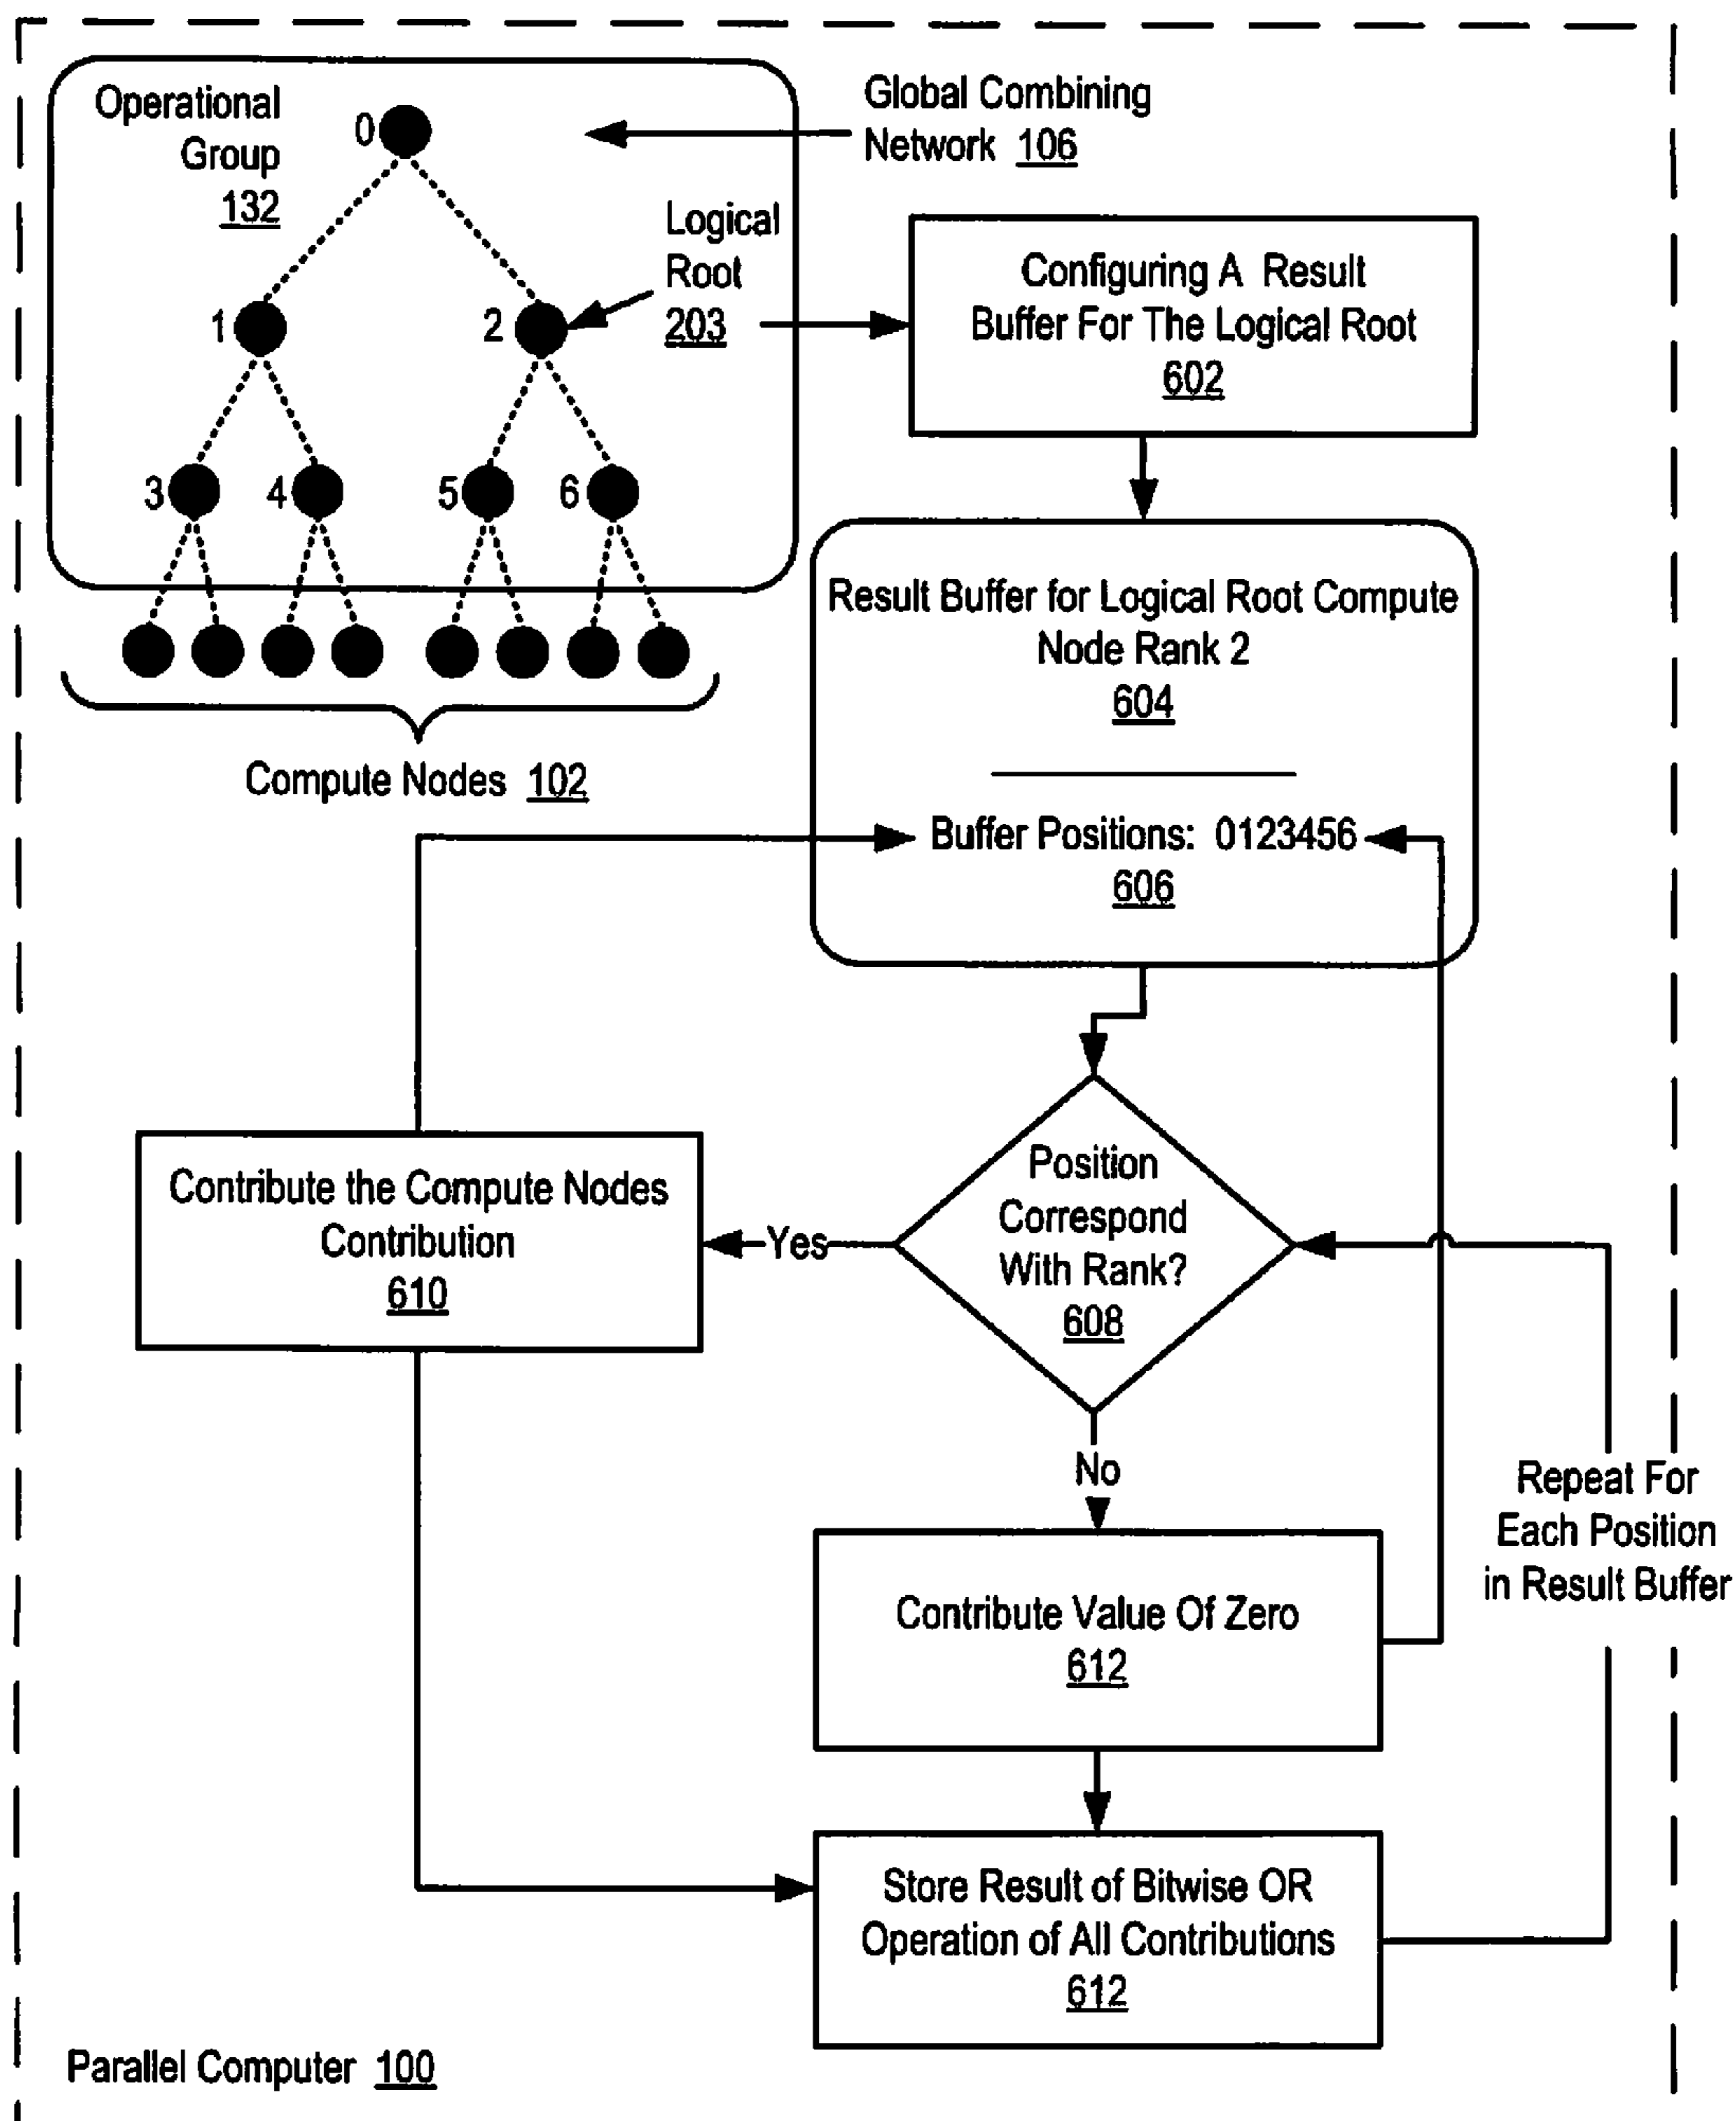 Operational
Group
132
0
Global Combining
Network 106
Logical
Root
203
1
2
3
4
5
6
Configuring A Result
Buffer For The Logical Root
602
Result Buffer for Logical Root Compute
Node Rank 2
604
Compute Nodes 102
Buffer Positions: 0123456
606
Position
Correspond
With Rank?
608
Yes
Contribute the Compute Nodes
Contribution
610
No
Repeat For
Each Position
in Result Buffer
Contribute Value Of Zero
612
Store Result of Bitwise OR
Operation of All Contributions
612
Parallel Computer 100